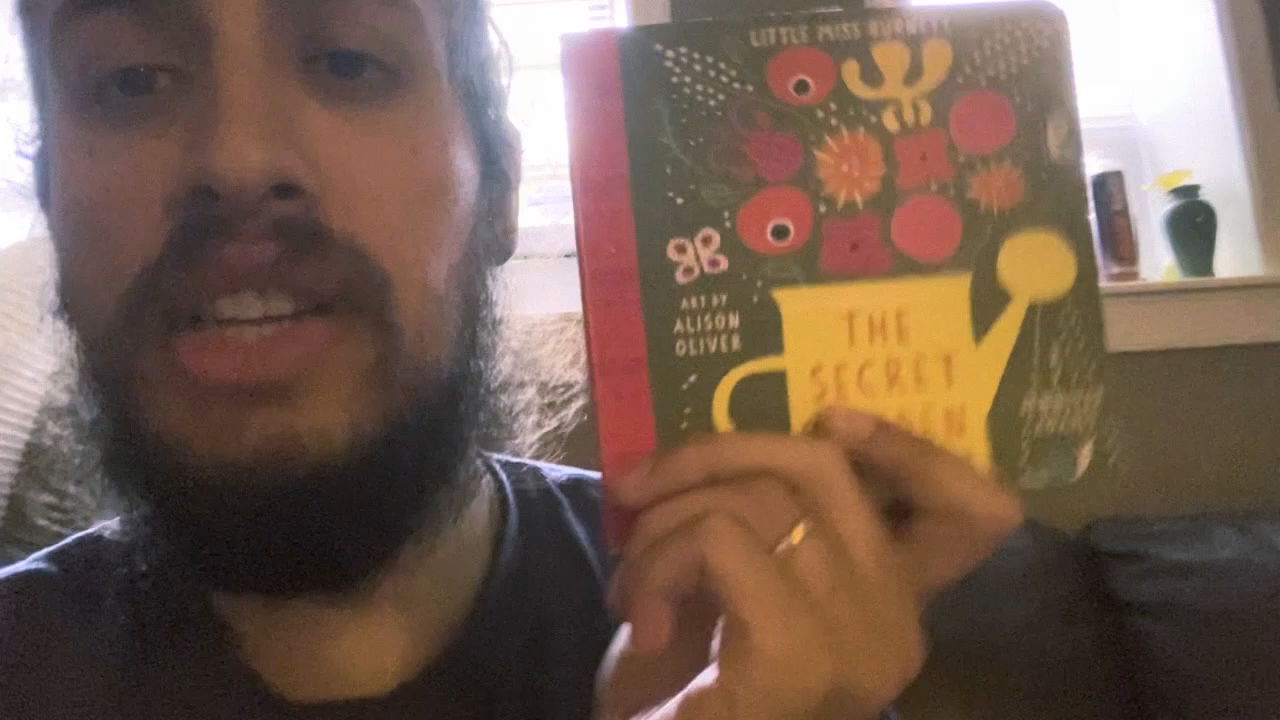 LITTLE MISS BURNETT
ART BY
ALISON
OLIVER
THE
SECRET